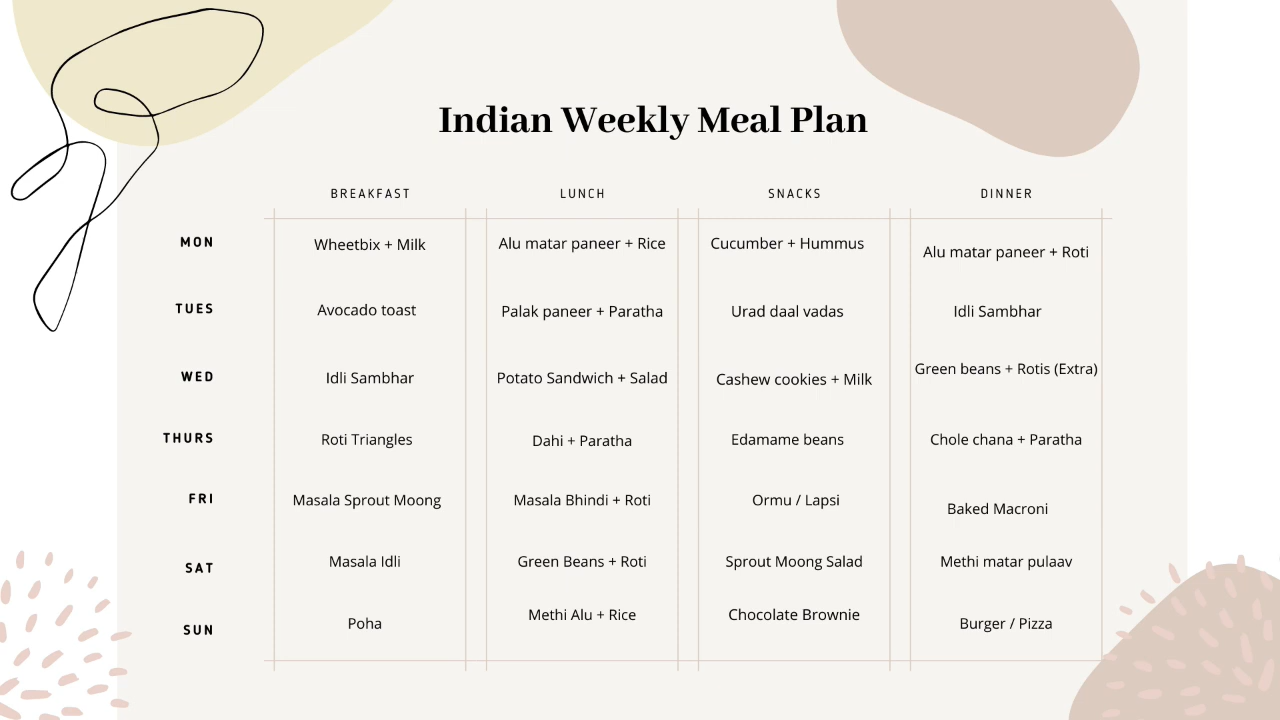 Indian Weekly Meal Plan
BREAKFAST LUNCH SNACKS DINNER
MON Wheetbix + Milk Alu matar paneer + Rice Cucumber + Hummus Alu matar paneer + Roti
TUES Avocado toast Palak paneer + Paratha Urad daal vadas Idli Sambhar
WED Idli Sambhar Potato Sandwich + Salad Cashew cookies + Milk Green beans + Rotis (Extra)
THURS Roti Triangles Dahi + Paratha Edamame beans Chole chana + Paratha
FRI Masala Sprout Moong Masala Bhindi + Roti Ormu / Lapsi Baked Macroni
SAT Masala Idli Green Beans + Roti Sprout Moong Salad Methi matar pulaav
SUN Poha Methi Alu + Rice Chocolate Brownie Burger / Pizza